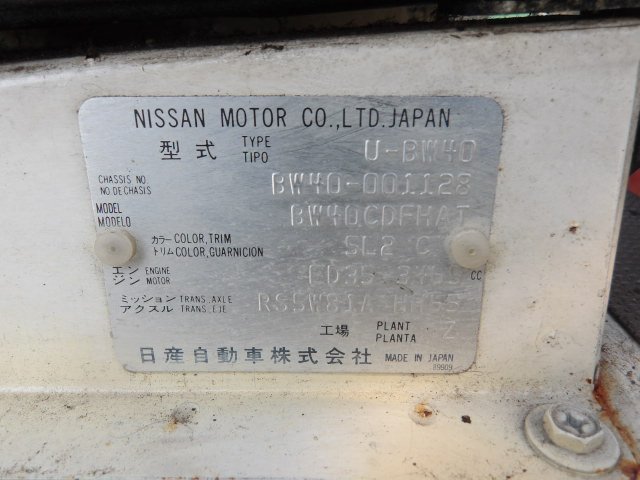 NISSAN MOTOR CO.,LTD.JAPAN
型式 TYPE TIPO U-BW40
CHASSIS NO NO.DE CHASIS BW40-001128
MODEL MODELO BW40CDFHAT
カラー COLOR,TRIM
トリム COLOR,GUARNICION SL2 C
エンジン ENGINE MOTOR ED35 CC
ミッション TRANS.AXLE
アクスル TRANS.EJE
工場 PLANT PLANTA Z
日産自動車株式会社 MADE IN JAPAN